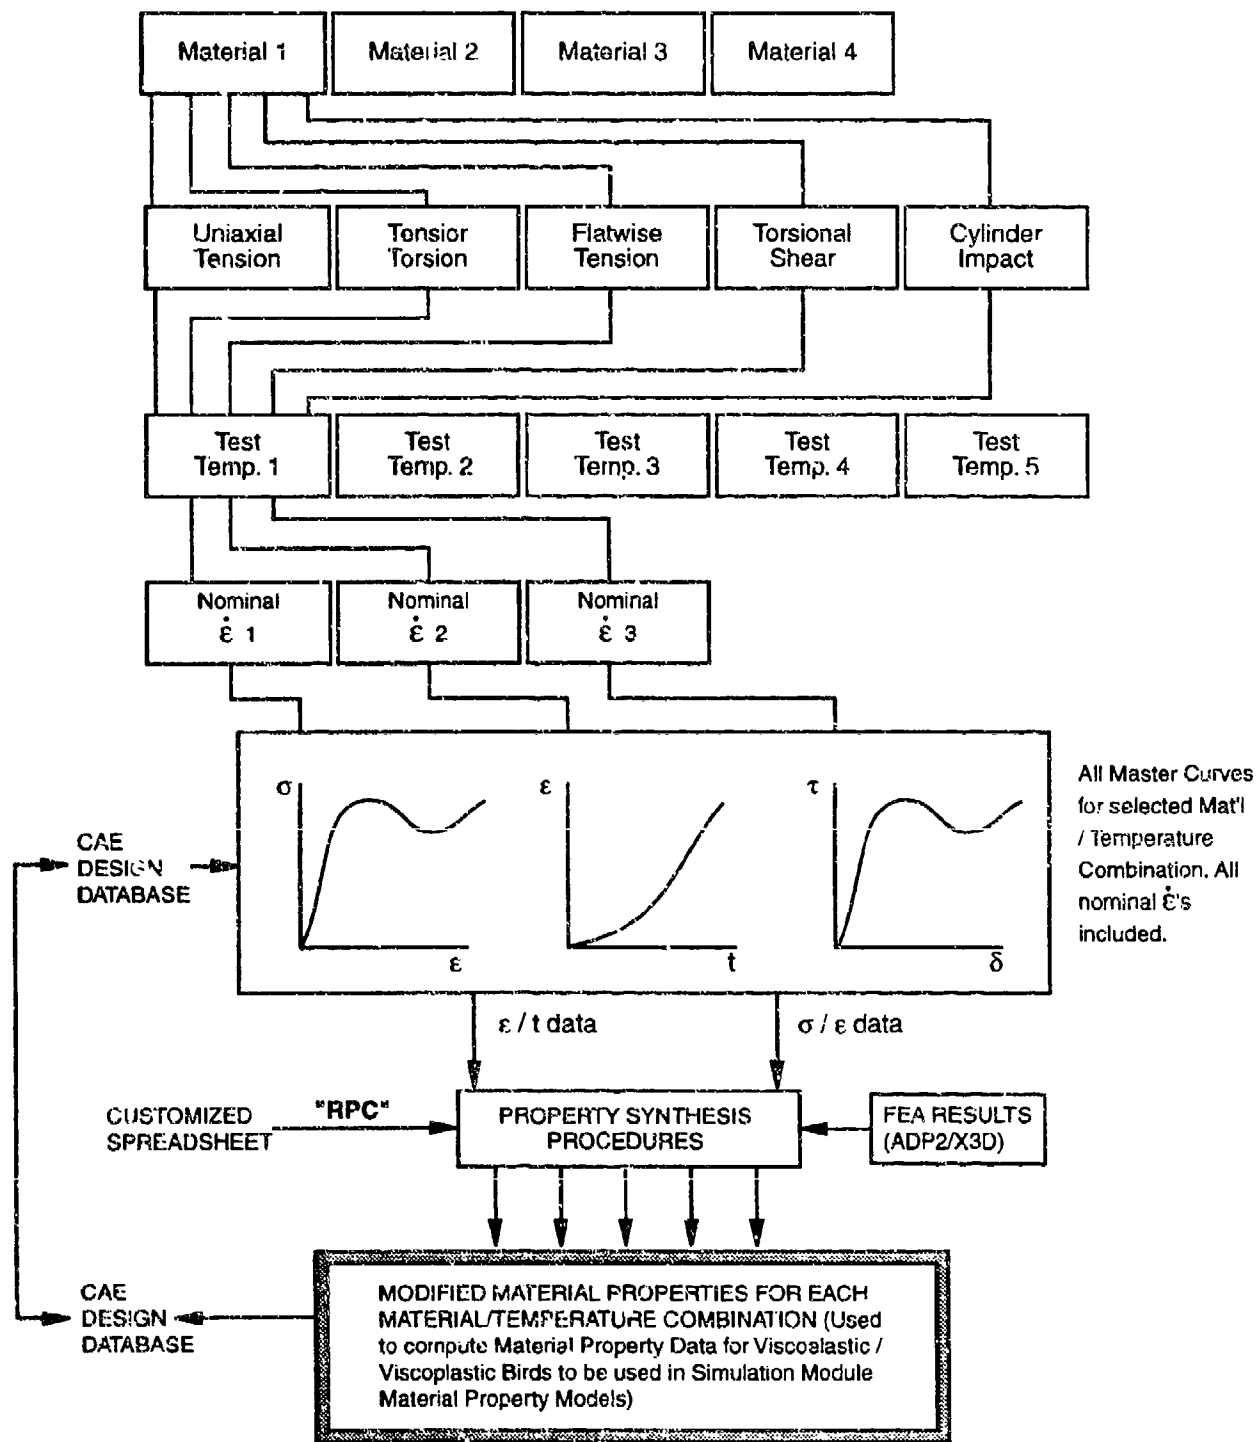 Material 1
Material 2
Material 3
Material 4
Uniaxial
Tension
Tension
Torsion
Flatwise
Tension
Torsional
Shear
Cylinder
Impact
Test
Temp. 1
Test
Temp. 2
Test
Temp. 3
Test
Temp. 4
Test
Temp. 5
Nominal
ε̇ 1
Nominal
ε̇ 2
Nominal
ε̇ 3
σ
ε
ε
t
τ
δ
All Master Curves
for selected Mat'l
/ Temperature
Combination. All
nominal ε̇'s
included.
CAE
DESIGN
DATABASE
ε / t data
σ / ε data
CUSTOMIZED
SPREADSHEET
"RPC"
PROPERTY SYNTHESIS
PROCEDURES
FEA RESULTS
(ADP2/X3D)
CAE
DESIGN
DATABASE
MODIFIED MATERIAL PROPERTIES FOR EACH
MATERIAL/TEMPERATURE COMBINATION (Used
to compute Material Property Data for Viscoelastic /
Viscoplastic Birds to be used in Simulation Module
Material Property Models)